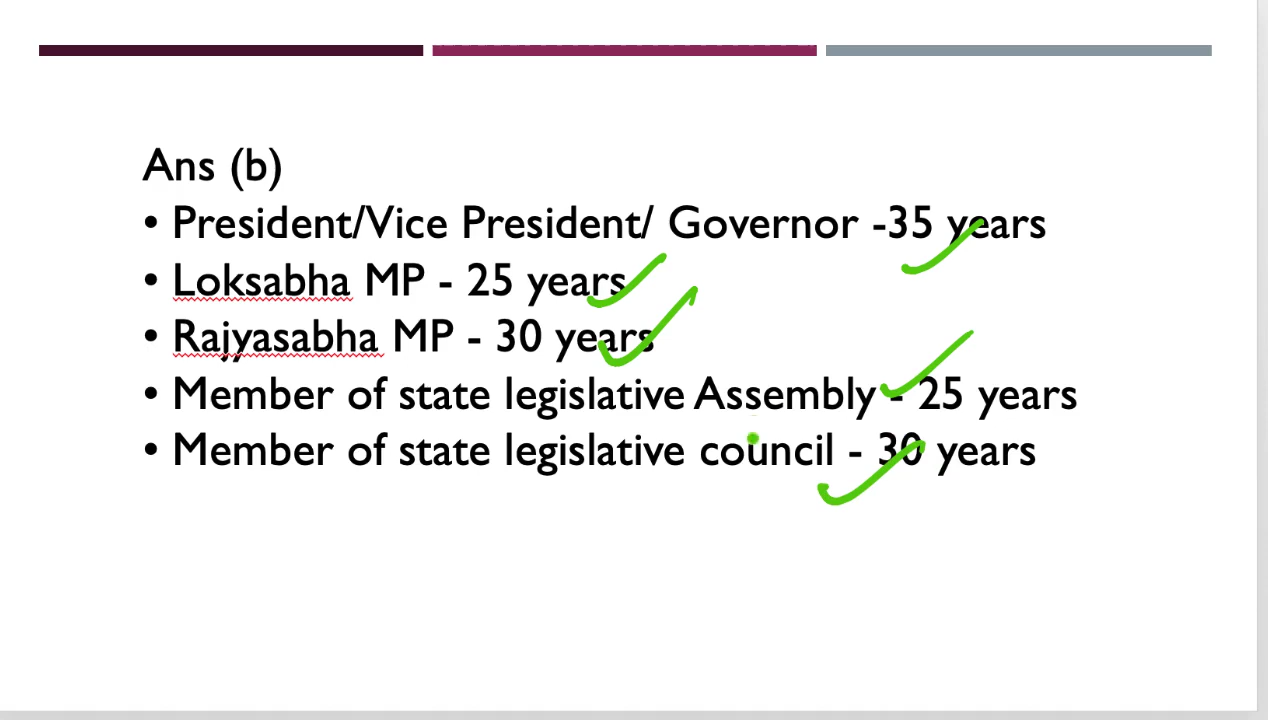 Ans (b)
• President/Vice President/ Governor -35 years
• Loksabha MP - 25 years
• Rajyasabha MP - 30 years
• Member of state legislative Assembly - 25 years
• Member of state legislative council - 30 years